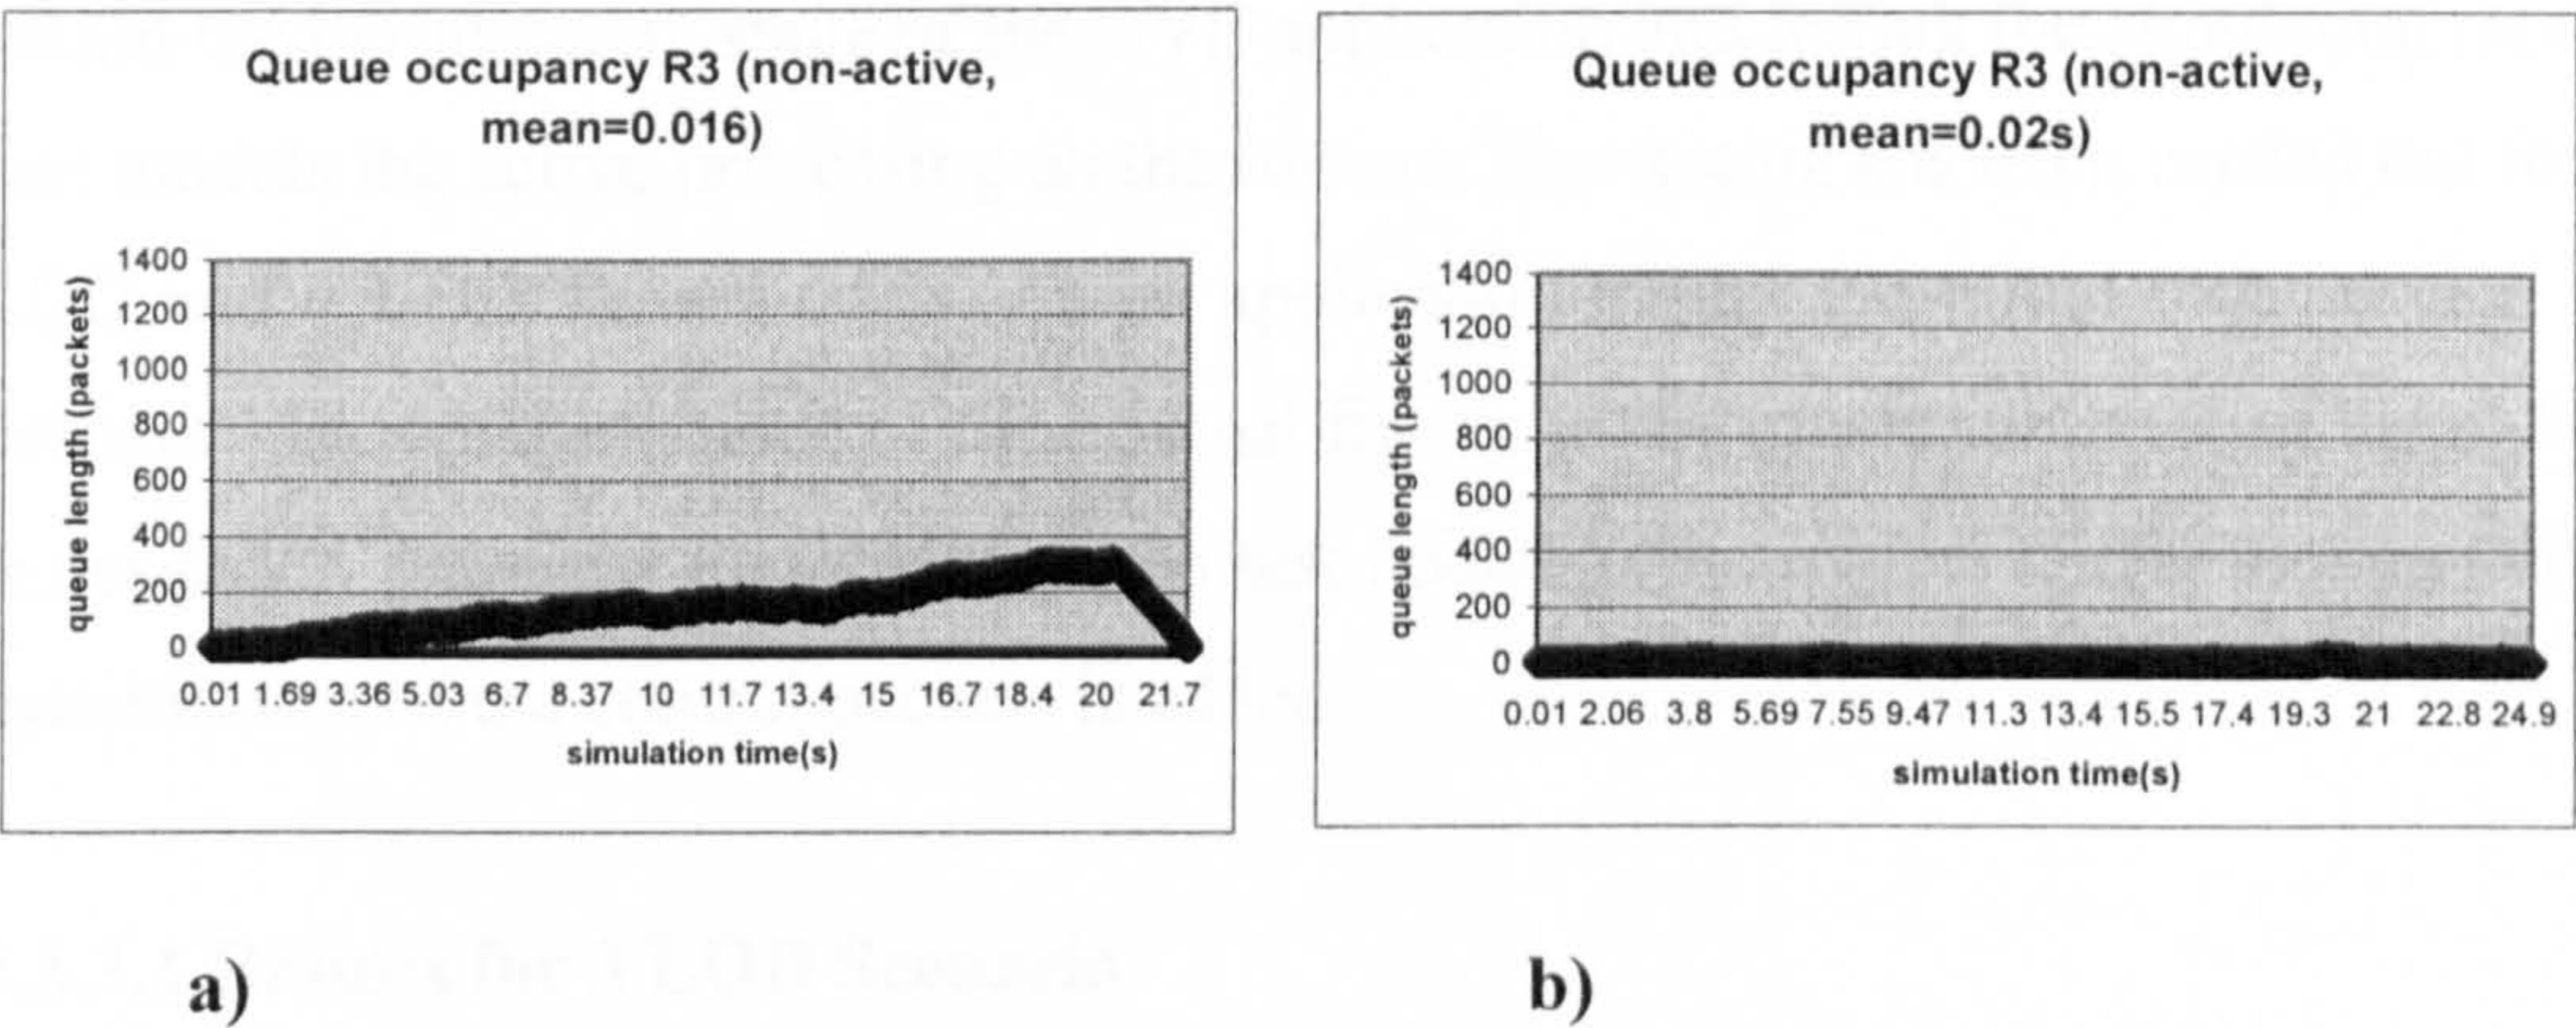 Queue occupancy R3 (non-active,
mean=0.016)
queue length (packets)
1400
1200
1000
800
600
400
200
0
0.01 1.69 3.36 5.03 6.7 8.37 10 11.7 13.4 15 16.7 18.4 20 21.7
simulation time(s)
a)
Queue occupancy R3 (non-active,
mean=0.02s)
queue length (packets)
1400
1200
1000
800
600
400
200
0
0.01 2.06 3.8 5.69 7.55 9.47 11.3 13.4 15.5 17.4 19.3 21 22.8 24.9
simulation time(s)
b)